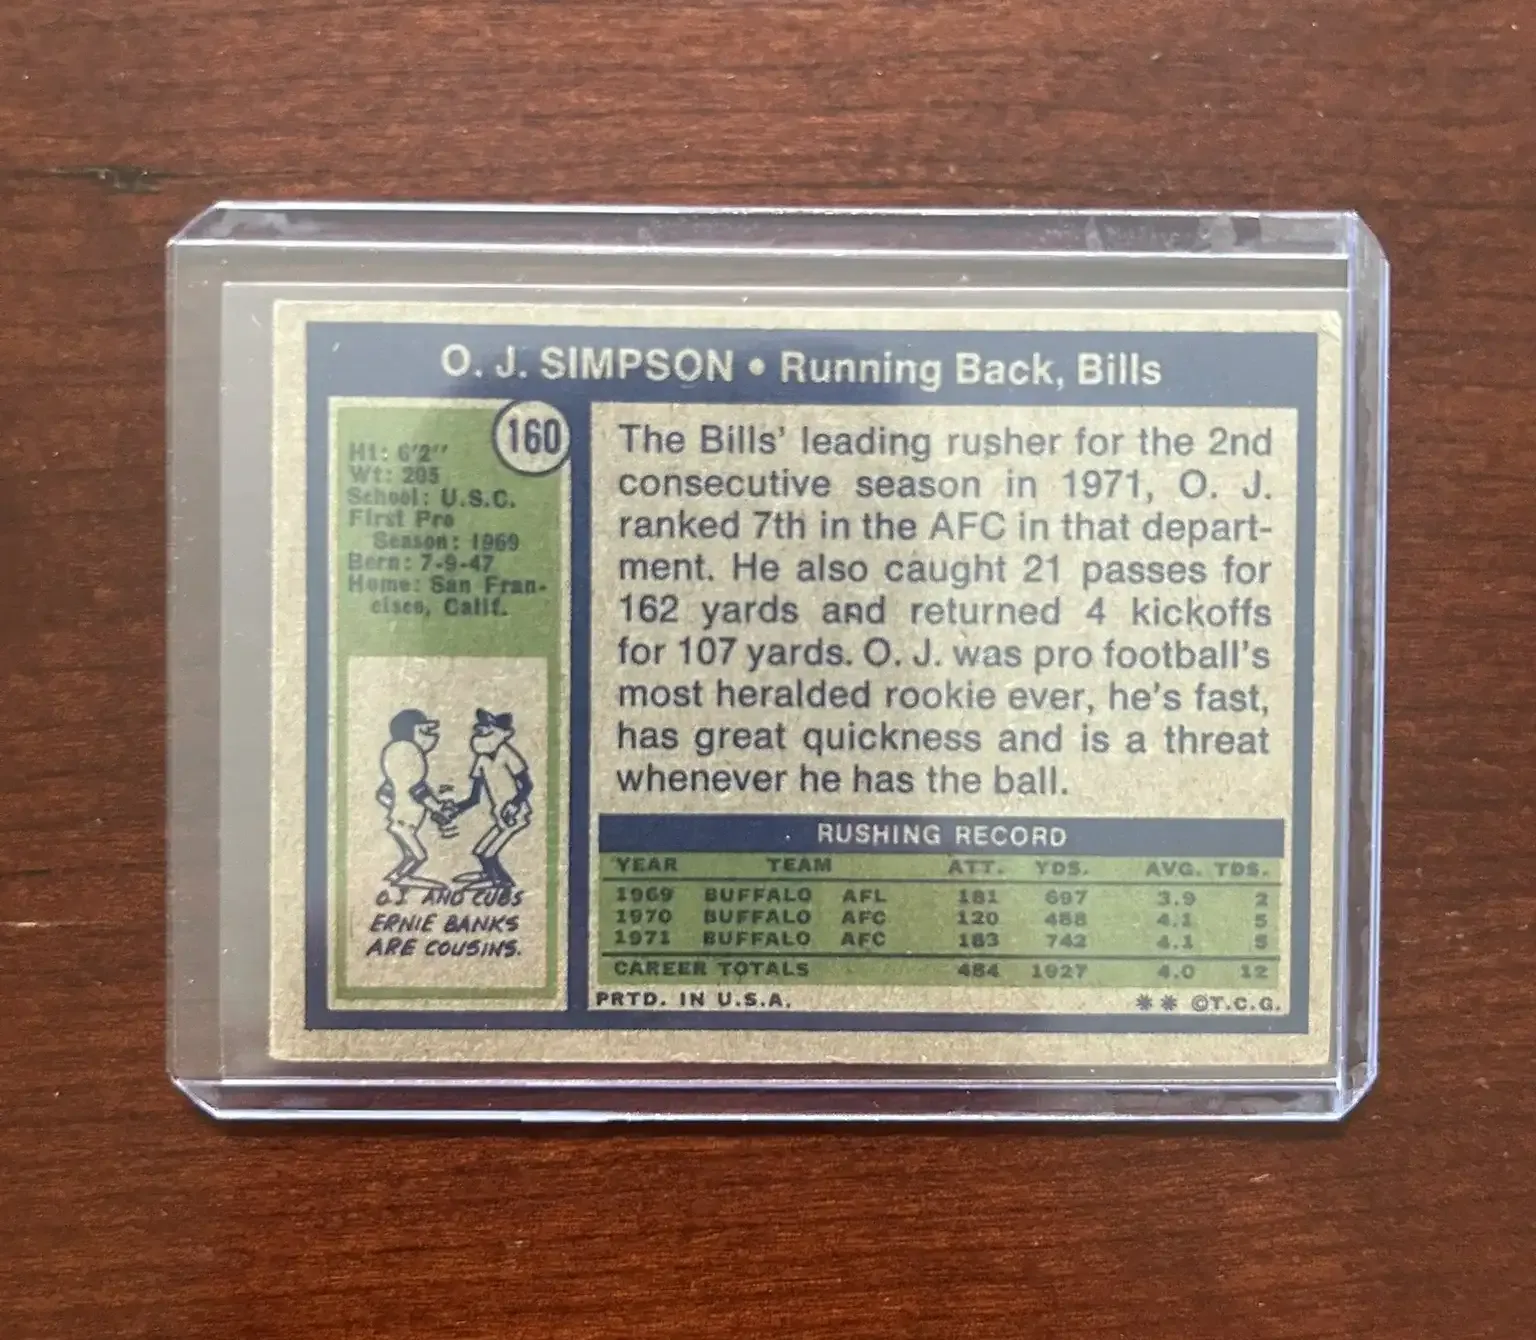 O. J. SIMPSON • Running Back, Bills
160
Ht: 6'2"
Wt: 205
School: U.S.C.
First Pro
Season: 1969
Born: 7-9-47
Home: San Fran-
cisco, Calif.
O.J. AND CUBS
ERNIE BANKS
ARE COUSINS.
The Bills' leading rusher for the 2nd
consecutive season in 1971, O. J.
ranked 7th in the AFC in that depart-
ment. He also caught 21 passes for
162 yards and returned 4 kickoffs
for 107 yards. O. J. was pro football's
most heralded rookie ever, he's fast,
has great quickness and is a threat
whenever he has the ball.
RUSHING RECORD
YEAR TEAM ATT. YDS. AVG. TDS.
1969 BUFFALO AFL 181 697 3.9 2
1970 BUFFALO AFC 120 488 4.1 5
1971 BUFFALO AFC 183 742 4.1 5
CAREER TOTALS 484 1927 4.0 12
PRTD. IN U.S.A. ** ©T.C.G.